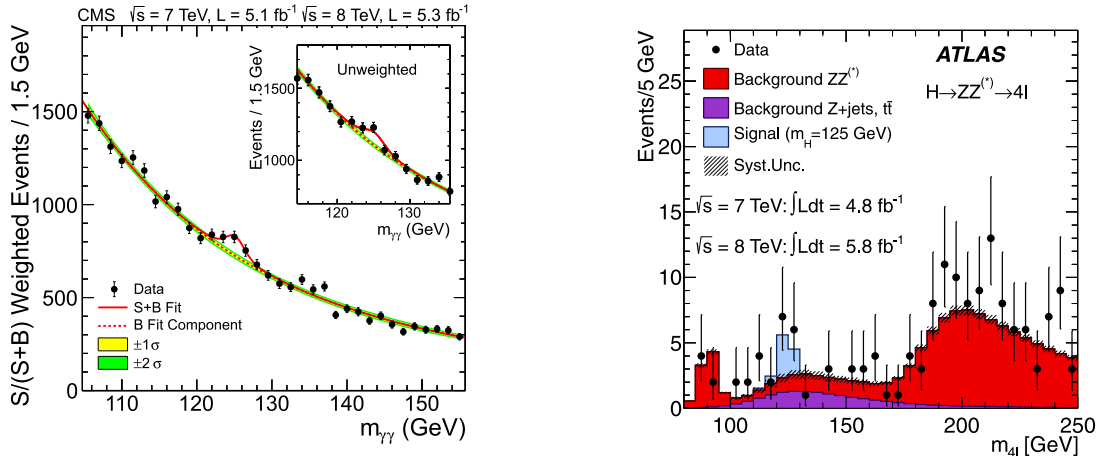 CMS √s = 7 TeV, L = 5.1 fb⁻¹ √s = 8 TeV, L = 5.3 fb⁻¹
S/(S+B) Weighted Events / 1.5 GeV
1500
1000
500
0
110 120 130 140 150
m_γγ (GeV)
Data
S+B Fit
B Fit Component
±1σ
±2 σ
Unweighted
Events / 1.5 GeV
1500
1000
120 130
m_γγ (GeV)
Events/5 GeV
25
20
15
10
5
0
100 150 200 250
m_4l [GeV]
Data
Background ZZ⁽*⁾
Background Z+jets, tt̄
Signal (m_H=125 GeV)
Syst.Unc.
√s = 7 TeV: ∫Ldt = 4.8 fb⁻¹
√s = 8 TeV: ∫Ldt = 5.8 fb⁻¹
ATLAS
H→ZZ⁽*⁾→4l